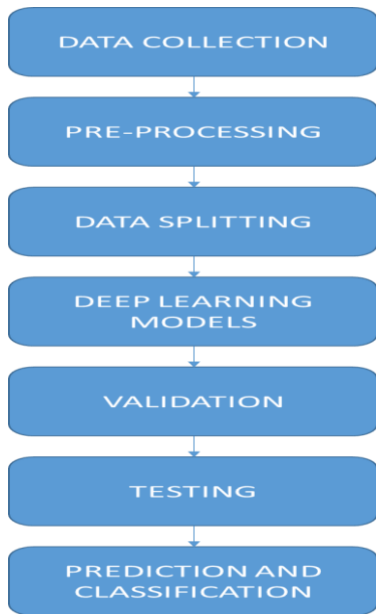 DATA COLLECTION
PRE-PROCESSING
DATA SPLITTING
DEEP LEARNING
MODELS
VALIDATION
TESTING
PREDICTION AND
CLASSIFICATION